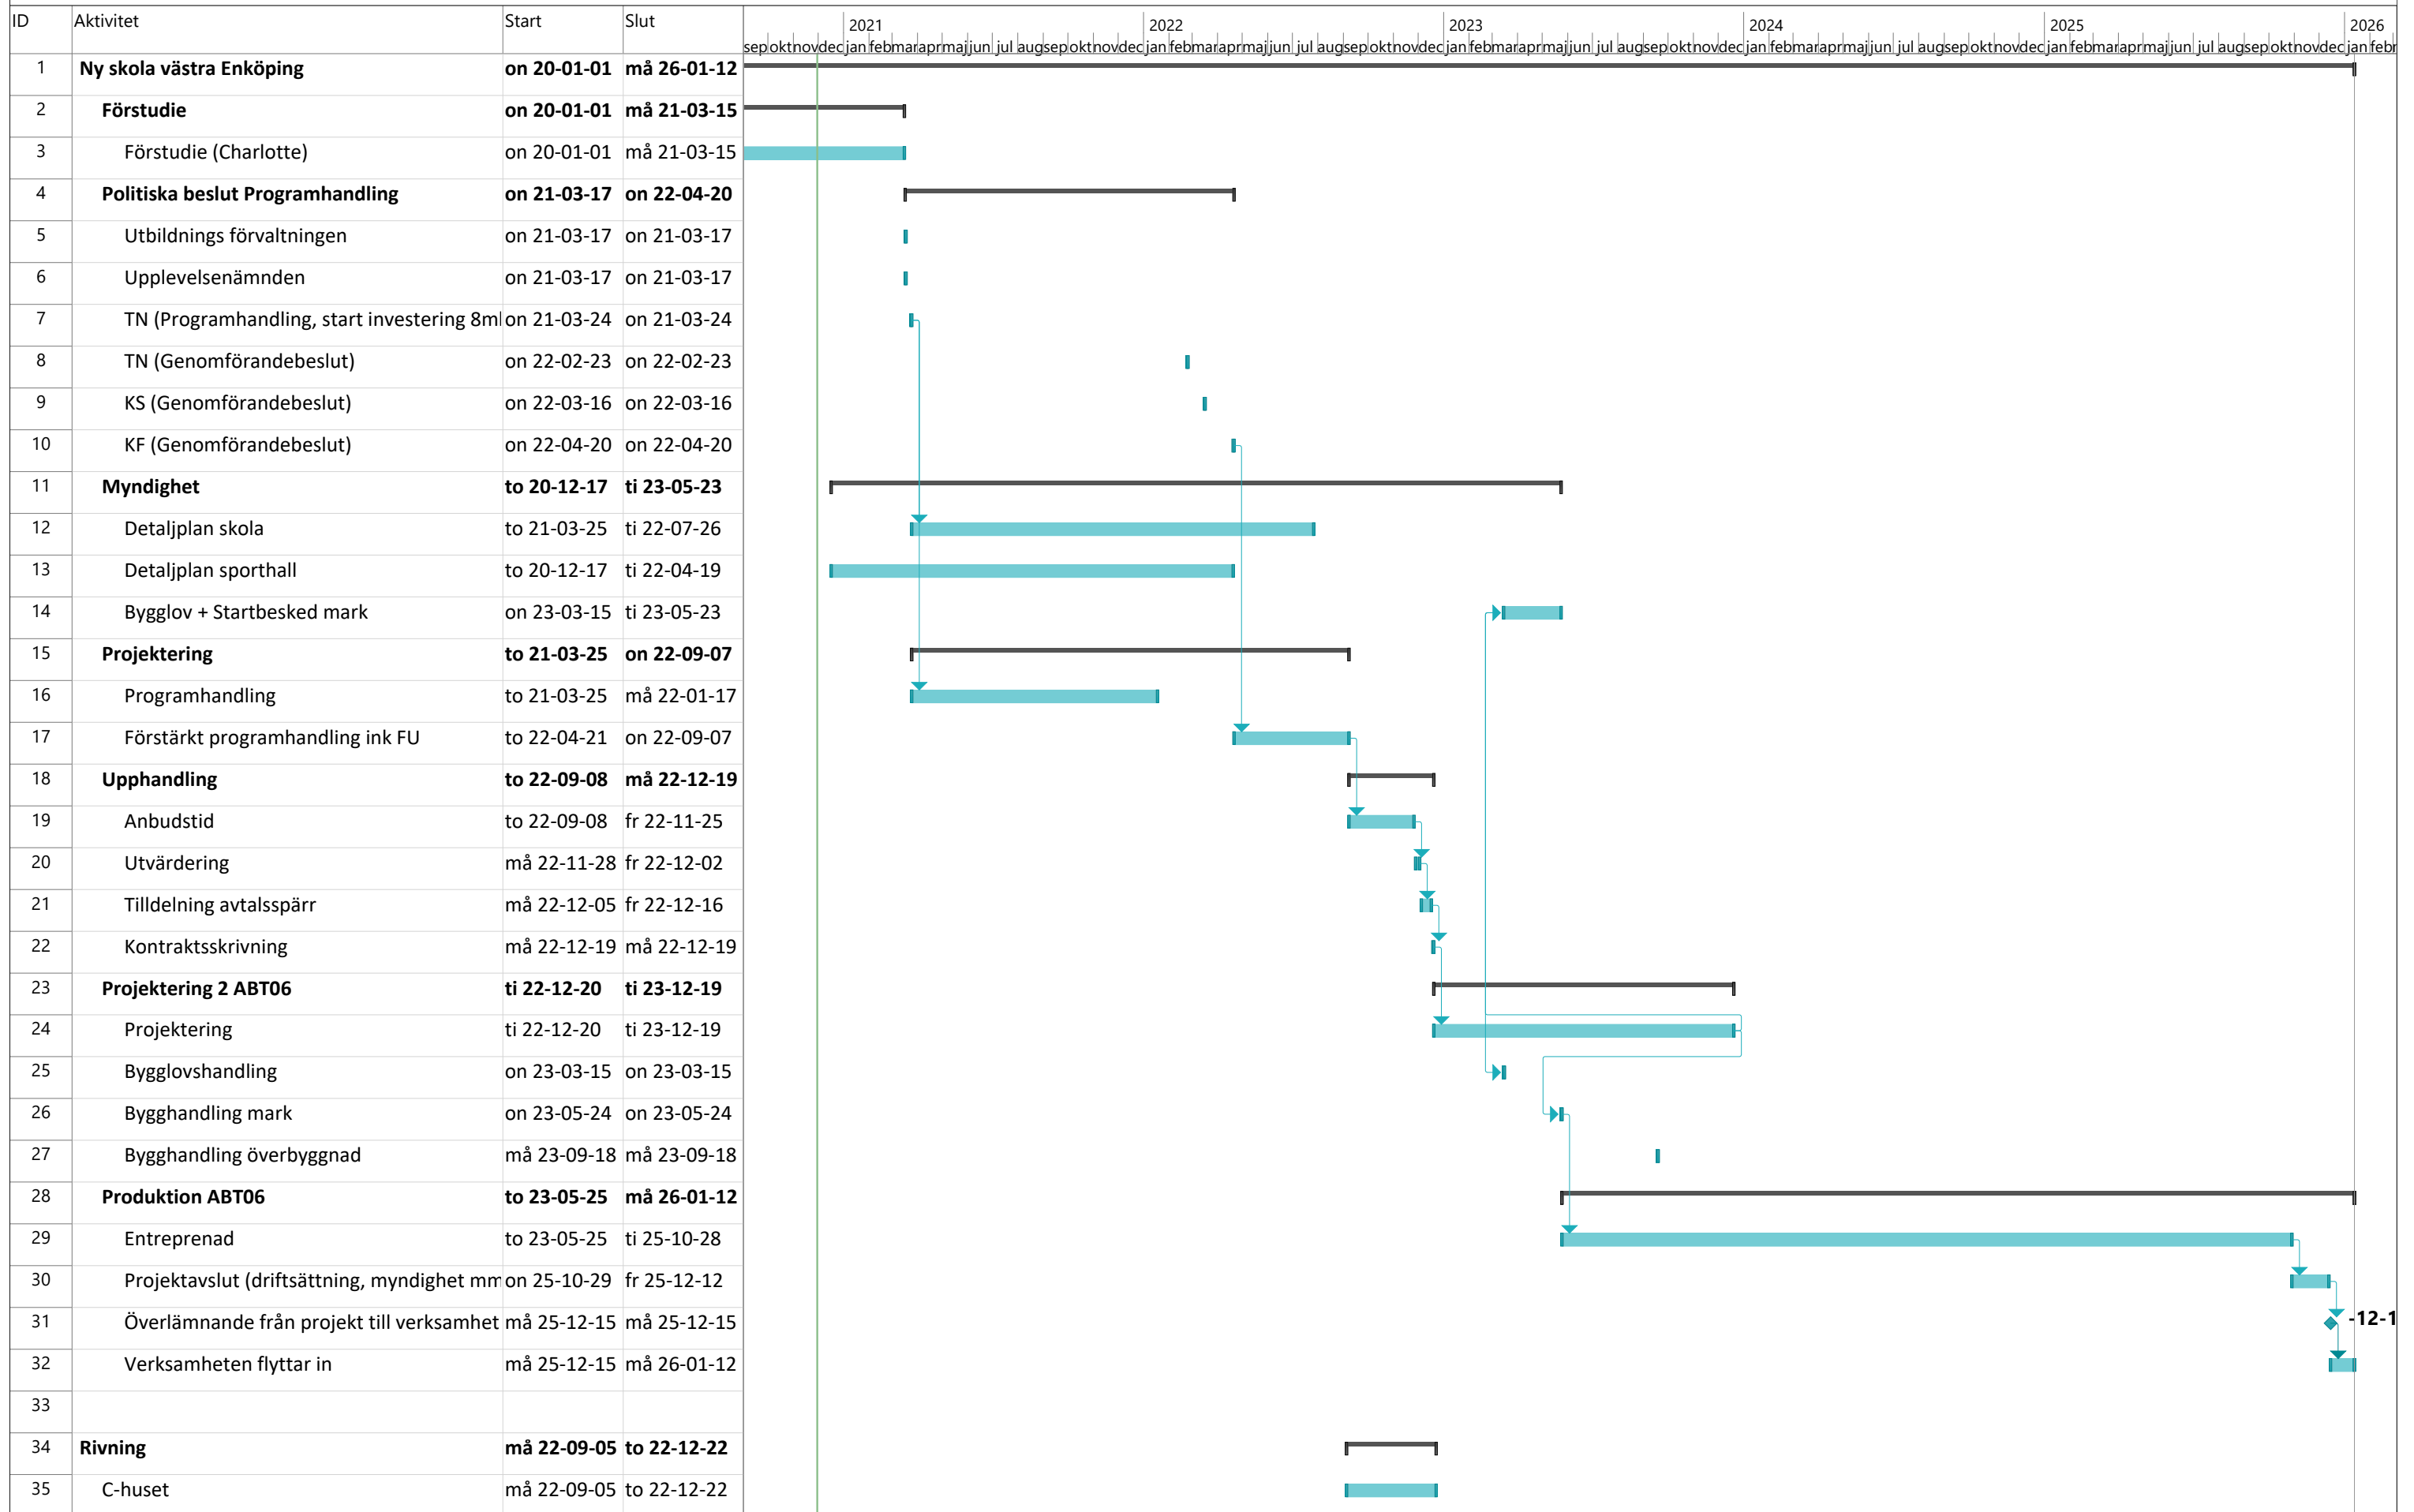 ID Aktivitet Start Slut 2021 2022 2023 2024 2025 2026
sep okt nov dec jan feb mar apr maj jun jul aug sep okt nov dec jan feb mar apr maj jun jul aug sep okt nov dec jan feb mar apr maj jun jul aug sep okt nov dec jan feb mar apr maj jun jul aug sep okt nov dec jan feb mar apr maj jun jul aug sep okt nov dec jan febr
1 Ny skola västra Enköping on 20-01-01 må 26-01-12
2 Förstudie on 20-01-01 må 21-03-15
3 Förstudie (Charlotte) on 20-01-01 må 21-03-15
4 Politiska beslut Programhandling on 21-03-17 on 22-04-20
5 Utbildnings förvaltningen on 21-03-17 on 21-03-17
6 Upplevelsenämnden on 21-03-17 on 21-03-17
7 TN (Programhandling, start investering 8ml on 21-03-24 on 21-03-24
8 TN (Genomförandebeslut) on 22-02-23 on 22-02-23
9 KS (Genomförandebeslut) on 22-03-16 on 22-03-16
10 KF (Genomförandebeslut) on 22-04-20 on 22-04-20
11 Myndighet to 20-12-17 ti 23-05-23
12 Detaljplan skola to 21-03-25 ti 22-07-26
13 Detaljplan sporthall to 20-12-17 ti 22-04-19
14 Bygglov + Startbesked mark on 23-03-15 ti 23-05-23
15 Projektering to 21-03-25 on 22-09-07
16 Programhandling to 21-03-25 må 22-01-17
17 Förstärkt programhandling ink FU to 22-04-21 on 22-09-07
18 Upphandling to 22-09-08 må 22-12-19
19 Anbudstid to 22-09-08 fr 22-11-25
20 Utvärdering må 22-11-28 fr 22-12-02
21 Tilldelning avtalsspärr må 22-12-05 fr 22-12-16
22 Kontraktsskrivning må 22-12-19 må 22-12-19
23 Projektering 2 ABT06 ti 22-12-20 ti 23-12-19
24 Projektering ti 22-12-20 ti 23-12-19
25 Bygglovshandling on 23-03-15 on 23-03-15
26 Bygghandling mark on 23-05-24 on 23-05-24
27 Bygghandling överbyggnad må 23-09-18 må 23-09-18
28 Produktion ABT06 to 23-05-25 må 26-01-12
29 Entreprenad to 23-05-25 ti 25-10-28
30 Projektavslut (driftsättning, myndighet mm on 25-10-29 fr 25-12-12
31 Överlämnande från projekt till verksamhet må 25-12-15 må 25-12-15 -12-1
32 Verksamheten flyttar in må 25-12-15 må 26-01-12
33
34 Rivning må 22-09-05 to 22-12-22
35 C-huset må 22-09-05 to 22-12-22